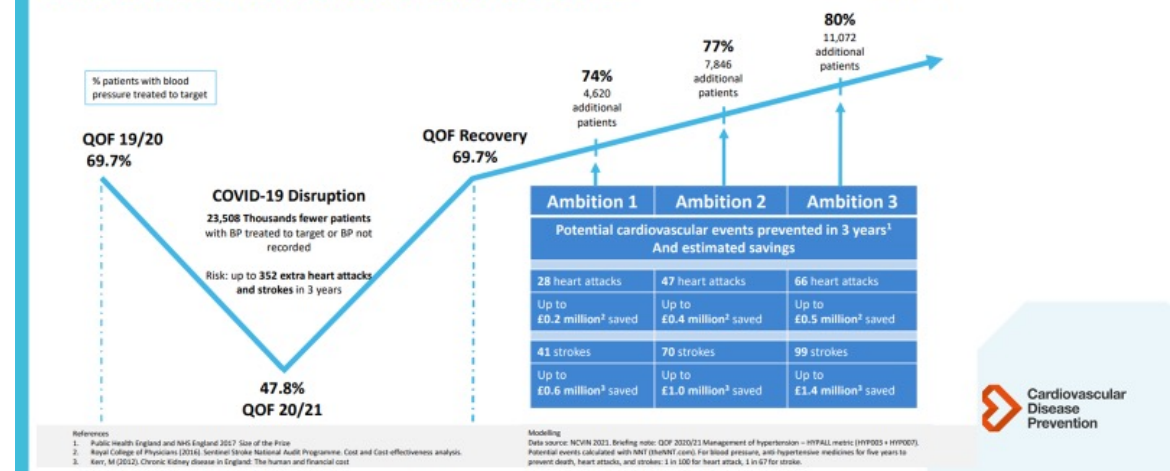 % patients with blood
pressure treated to target
QOF 19/20
69.7%
COVID-19 Disruption
23,508 Thousands fewer patients
with BP treated to target or BP not
recorded
Risk: up to 352 extra heart attacks
and strokes in 3 years
47.8%
QOF 20/21
QOF Recovery
69.7%
74%
4,620
additional
patients
77%
7,846
additional
patients
80%
11,072
additional
patients
Ambition 1 Ambition 2 Ambition 3
Potential cardiovascular events prevented in 3 years¹
And estimated savings
28 heart attacks 47 heart attacks 66 heart attacks
Up to Up to Up to
£0.2 million² saved £0.4 million² saved £0.5 million² saved
41 strokes 70 strokes 99 strokes
Up to Up to Up to
£0.6 million³ saved £1.0 million³ saved £1.4 million³ saved
Cardiovascular
Disease
Prevention
References
1. Public Health England and NHS England 2017 Size of the Prize
2. Royal College of Physicians (2016). Sentinel Stroke National Audit Programme. Cost and Cost-effectiveness analysis.
3. Kerr, M (2012). Chronic Kidney disease in England: The human and financial cost
Modelling
Data source: NCVIN 2021. Briefing note: QOF 2020/21 Management of hypertension – HYPALL metric (HYP003 + HYP007).
Potential events calculated with NNT (theNNT.com). For blood pressure, anti-hypertensive medicines for five years to
prevent death, heart attacks, and strokes: 1 in 100 for heart attack, 1 in 67 for stroke.